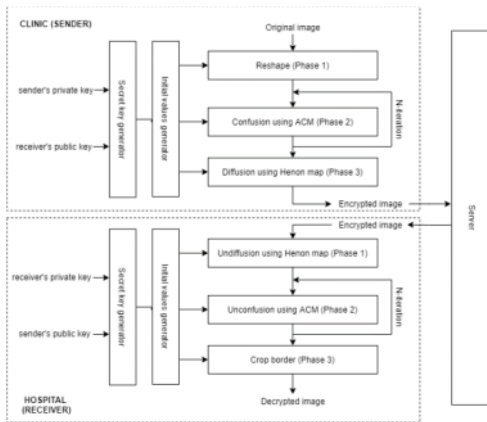 CLINIC (SENDER)
Original image
Reshape (Phase 1)
sender's private key
Secret key generator
Initial values generator
N-iteration
Confusion using ACM (Phase 2)
receiver's public key
Diffusion using Henon map (Phase 3)
Encrypted image
Server
Encrypted image
Undiffusion using Henon map (Phase 1)
receiver's private key
Secret key generator
Initial values generator
N-iteration
Unconfusion using ACM (Phase 2)
sender's public key
Crop border (Phase 3)
HOSPITAL
(RECEIVER)
Decrypted image